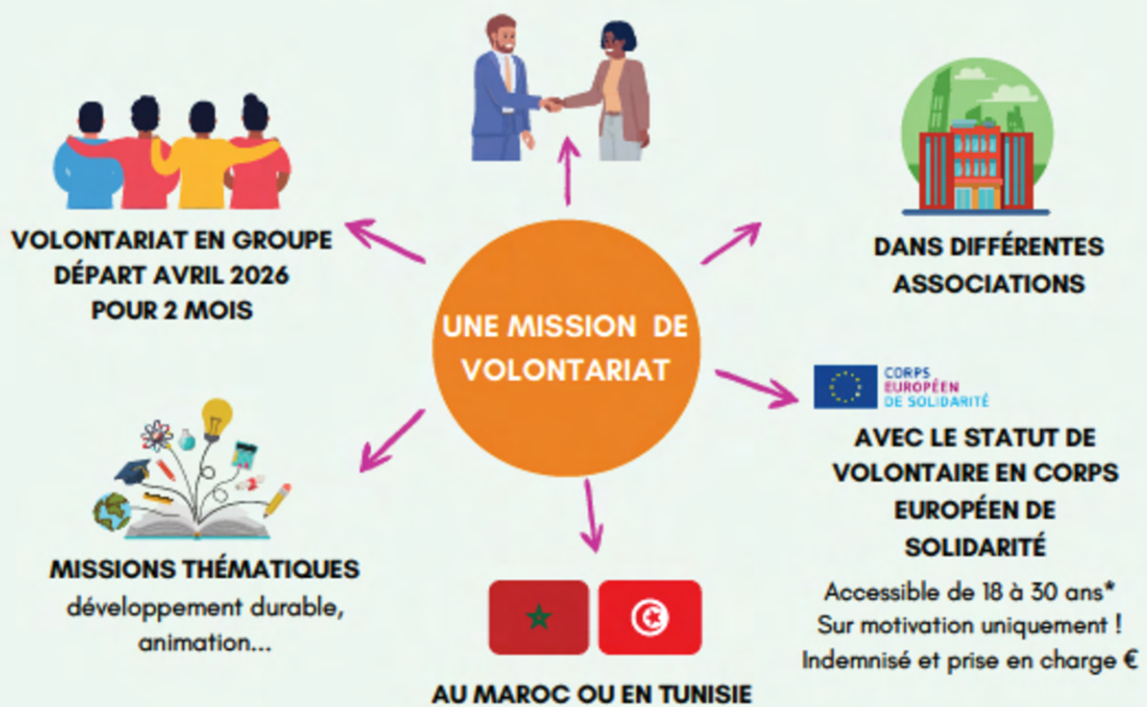 VOLONTARIAT EN GROUPE
DÉPART AVRIL 2026
POUR 2 MOIS
DANS DIFFÉRENTES
ASSOCIATIONS
UNE MISSION DE
VOLONTARIAT
CORPS
EUROPÉEN
DE SOLIDARITÉ
AVEC LE STATUT DE
VOLONTAIRE EN CORPS
EUROPÉEN DE
SOLIDARITÉ
Accessible de 18 à 30 ans*
Sur motivation uniquement !
Indemnisé et prise en charge €
MISSIONS THÉMATIQUES
développement durable,
animation...
AU MAROC OU EN TUNISIE